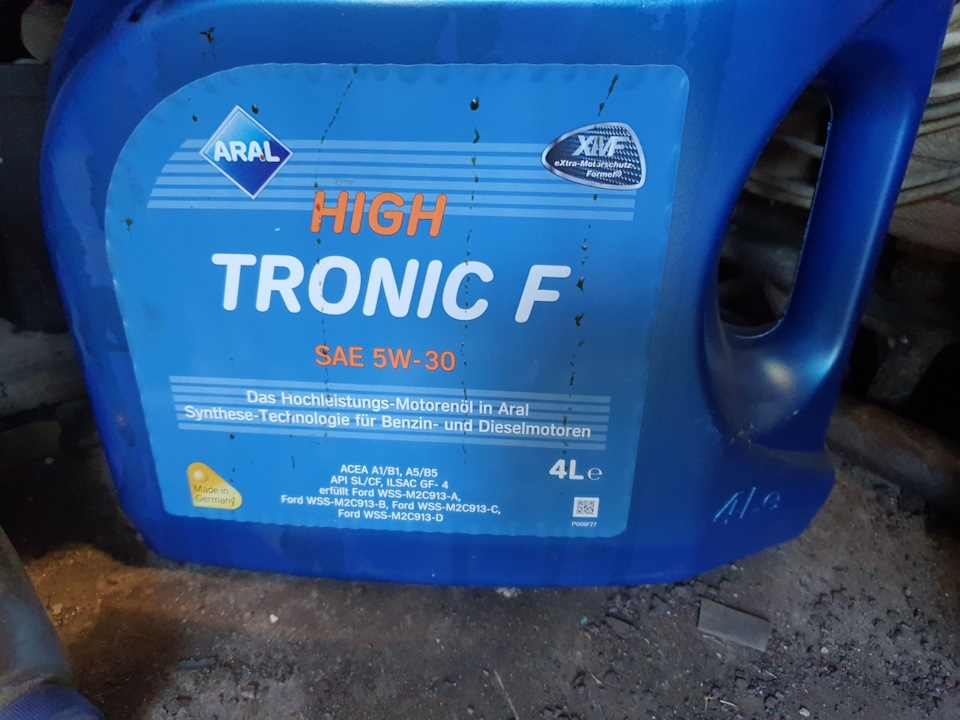 ARAL
XMF
eXtra-Motorschutz
Formel®
HIGH
TRONIC F
SAE 5W-30
Das Hochleistungs-Motorenöl in Aral
Synthese-Technologie für Benzin- und Dieselmotoren
Made in
Germany
ACEA A1/B1, A5/B5
API SL/CF, ILSAC GF- 4
erfüllt Ford WSS-M2C913-A,
Ford WSS-M2C913-B, Ford WSS-M2C913-C,
Ford WSS-M2C913-D
4L℮